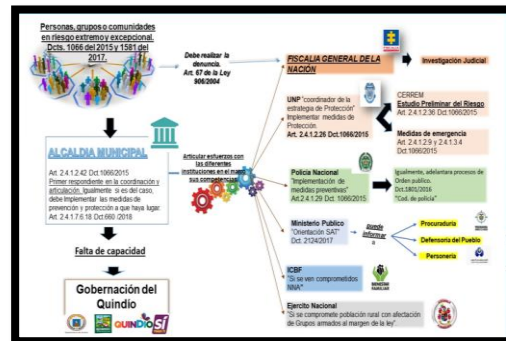 Personas, grupos o comunidades
en riesgo extremo y excepcional.
Dcts. 1066 del 2015 y 1581 del
2017.
Debe realizar la
denuncia.
Art. 67 de la Ley
906/2004
FISCALIA GENERAL DE LA
NACIÓN
Investigación Judicial
UNP "coordinador de la
estrategia de Protección"
Implementar medidas de
Protección.
Art. 2.4.1.2.26 Dct.1066/2015
CERREM
Estudio Preliminar del Riesgo
Art. 2.4.1.2.36 Dct.1066/2015
Medidas de emergencia
Art. 2.4.1.2.9 y 2.4.1.3.4
Dct.1066/2015
ALCALDIA MUNICIPAL
Art. 2.4.1.2.42 Dct.1066/2015
Primer respondiente en la coordinación y
articulación. Igualmente si es del caso,
debe Implementar las medidas de
prevención y protección a que haya lugar.
Art. 2.4.1.7.6.18 Dct.660 /2018
Articular esfuerzos con
las diferentes
instituciones en el marco
sus competencias
Policía Nacional
"Implementación de
medidas preventivas"
Art.2.4.1.29 Dct. 1066/2015
Igualmente, adelantara procesos de
Orden publico.
Dct.1801/2016
"Cod. de policía"
Ministerio Publico
"Orientación SAT"
Dct. 2124/2017
puede
informar
a
Procuraduría
Defensoría del Pueblo
Personería
Falta de capacidad
ICBF
"Si se ven comprometidos
NNA"
BIENESTAR
FAMILIAR
Gobernación del
Quindío
QUINDIO SÍ
Ejercito Nacional
"Si se compromete población rural con afectación
de Grupos armados al margen de la ley".